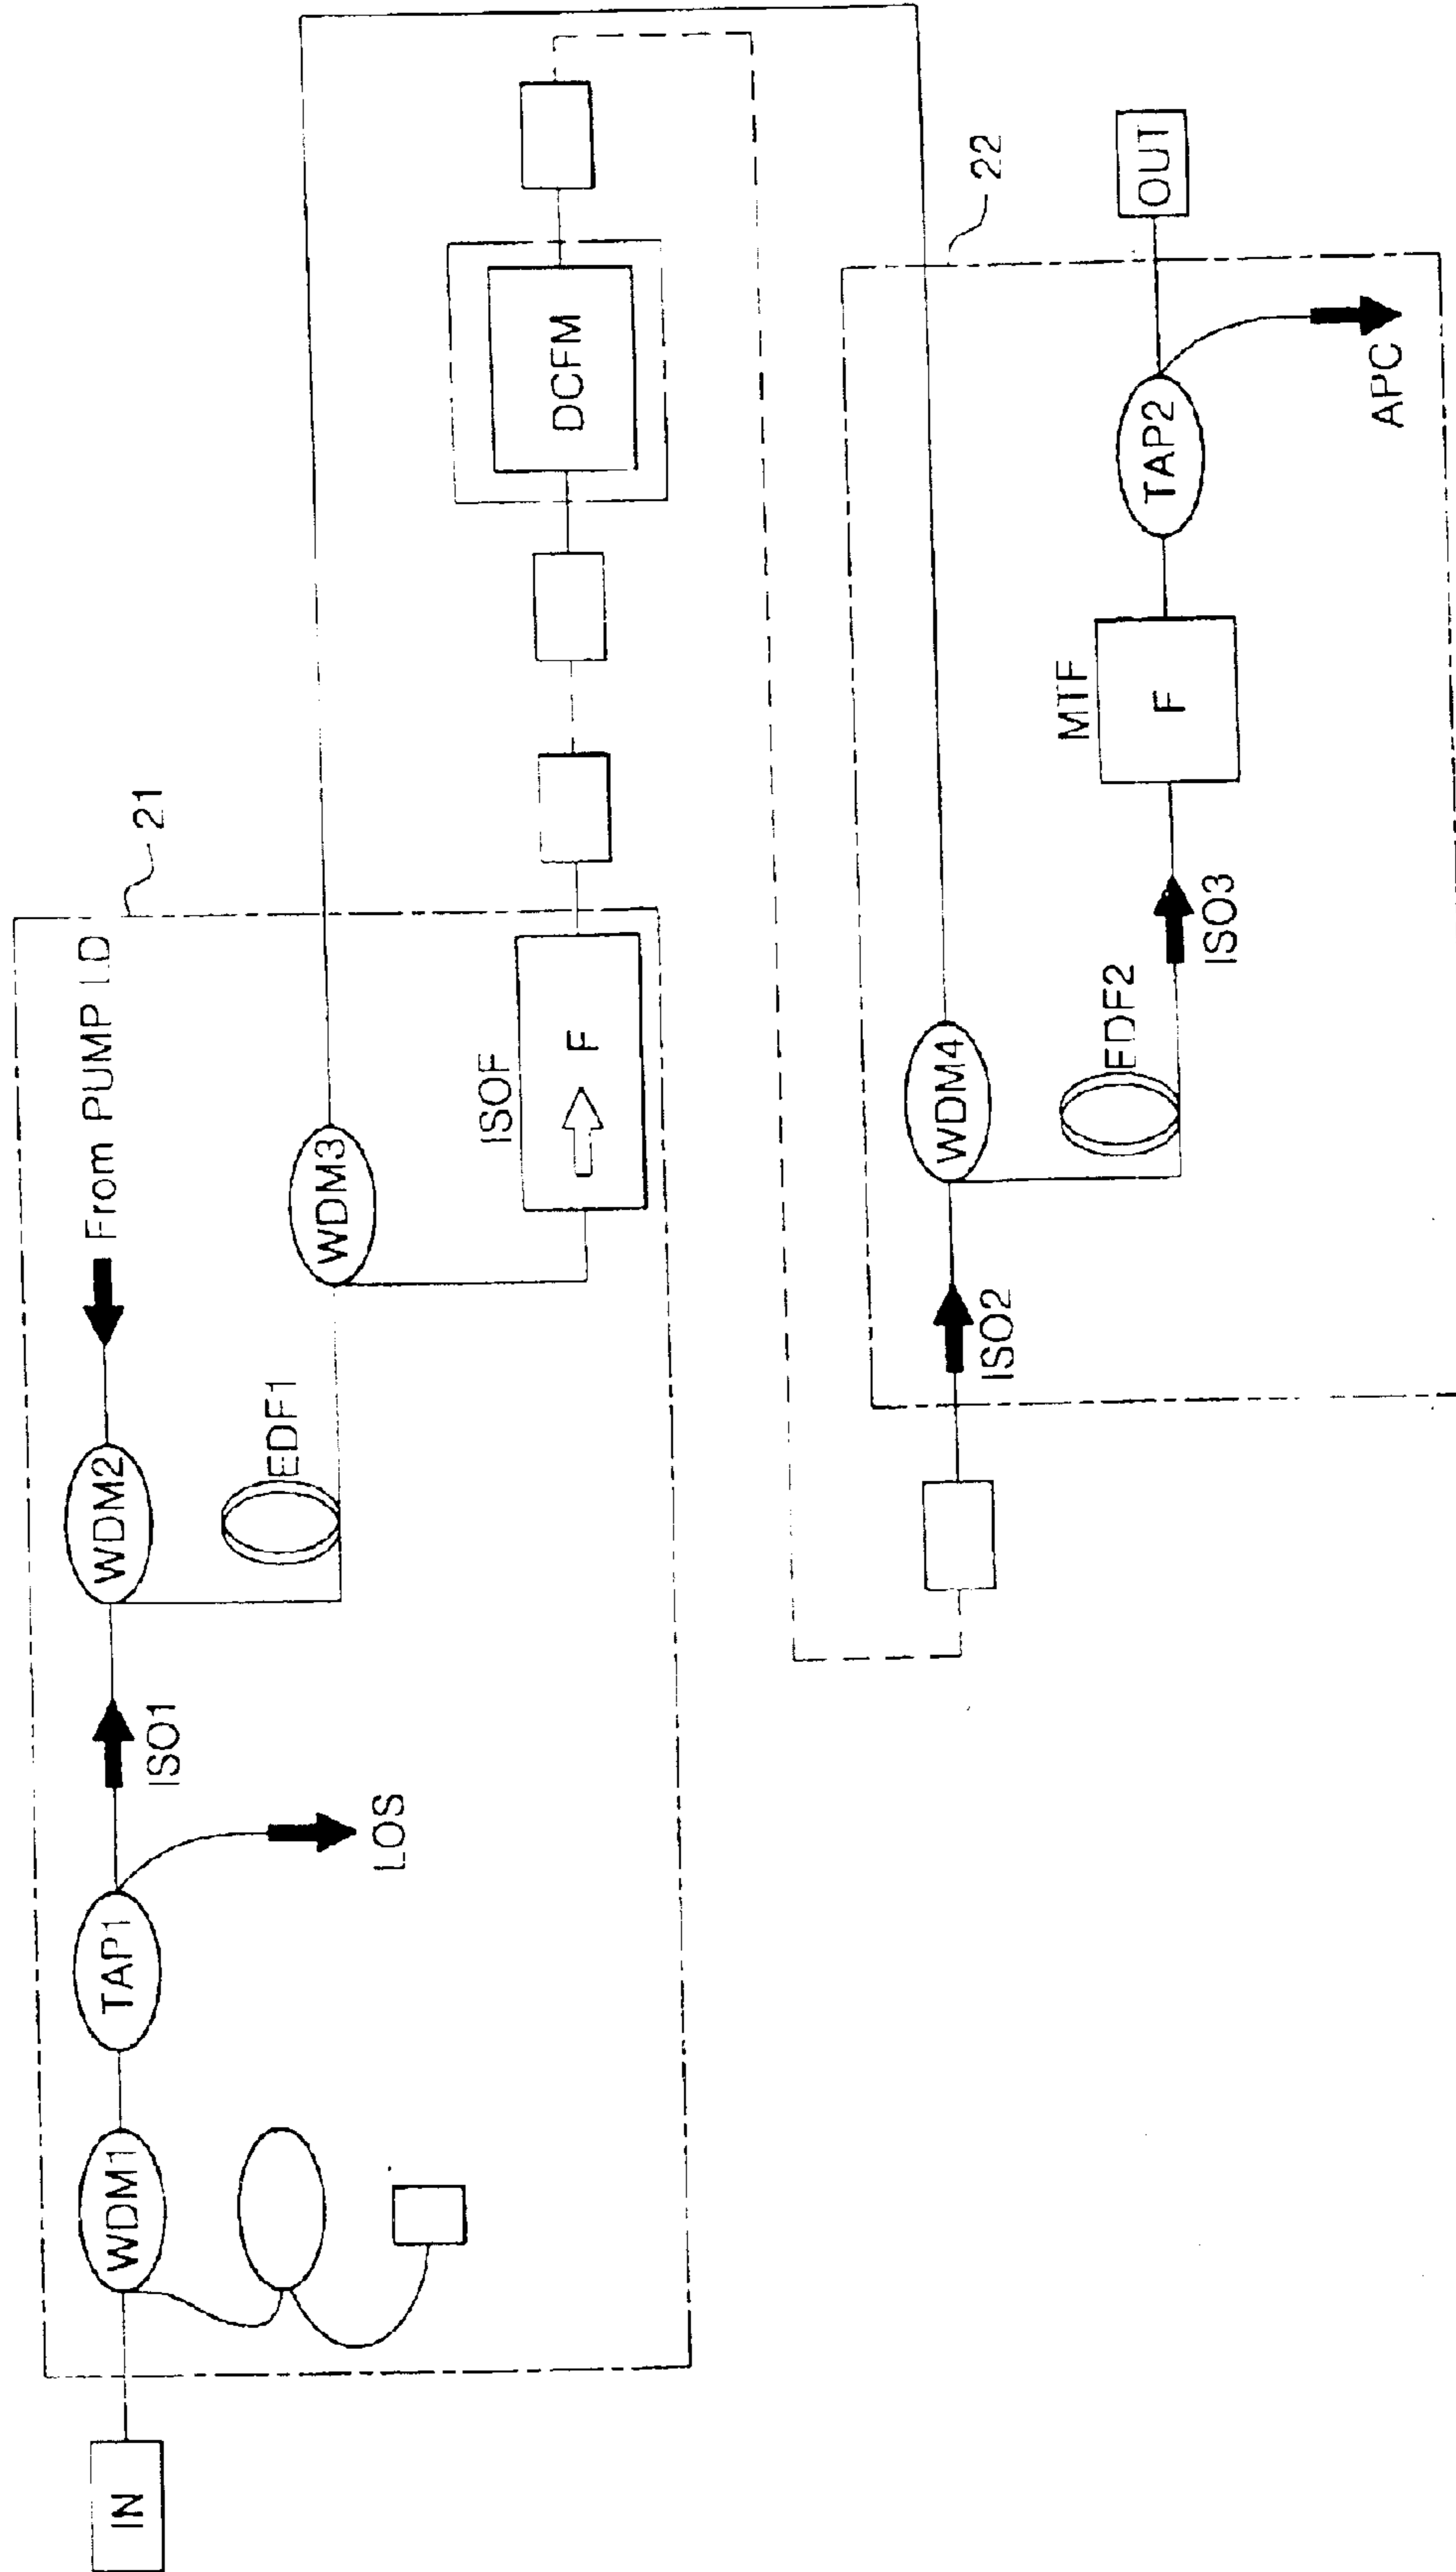 IN
WDM1
TAP1
LOS
ISO1
WDM2
From PUMP LD
21
EDF1
WDM3
ISOF
F
DCFM
ISO2
WDM4
22
EDF2
ISO3
MTF
F
TAP2
APC
OUT